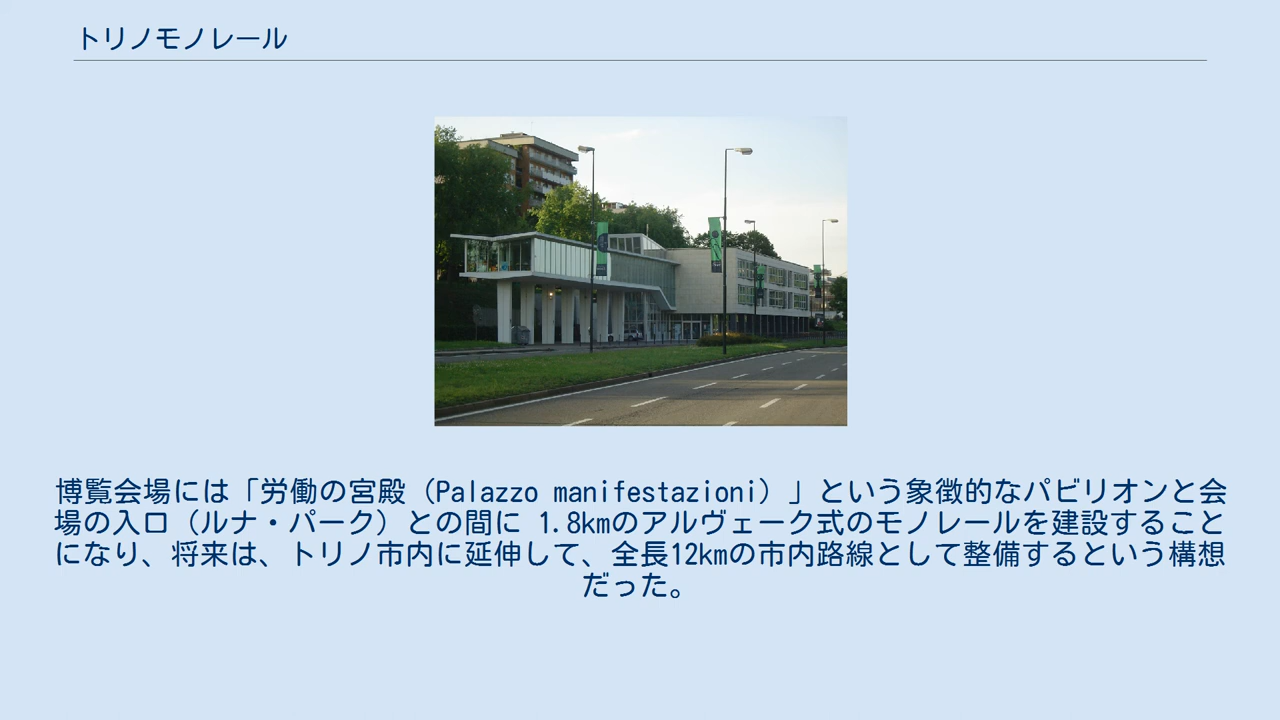 トリノモノレール
博覧会場には「労働の宮殿（Palazzo manifestazioni）」という象徴的なパビリオンと会
場の入口（ルナ・パーク）との間に 1.8kmのアルヴェーク式のモノレールを建設すること
になり、将来は、トリノ市内に延伸して、全長12kmの市内路線として整備するという構想
だった。